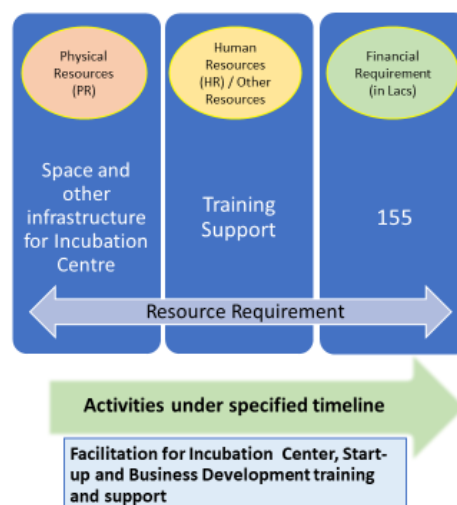 Physical
Resources
(PR)
Human
Resources
(HR) / Other
Resources
Financial
Requirement
(in Lacs)
Space and
other
infrastructure
for Incubation
Centre
Training
Support
155
Resource Requirement
Activities under specified timeline
Facilitation for Incubation Center, Start-
up and Business Development training
and support